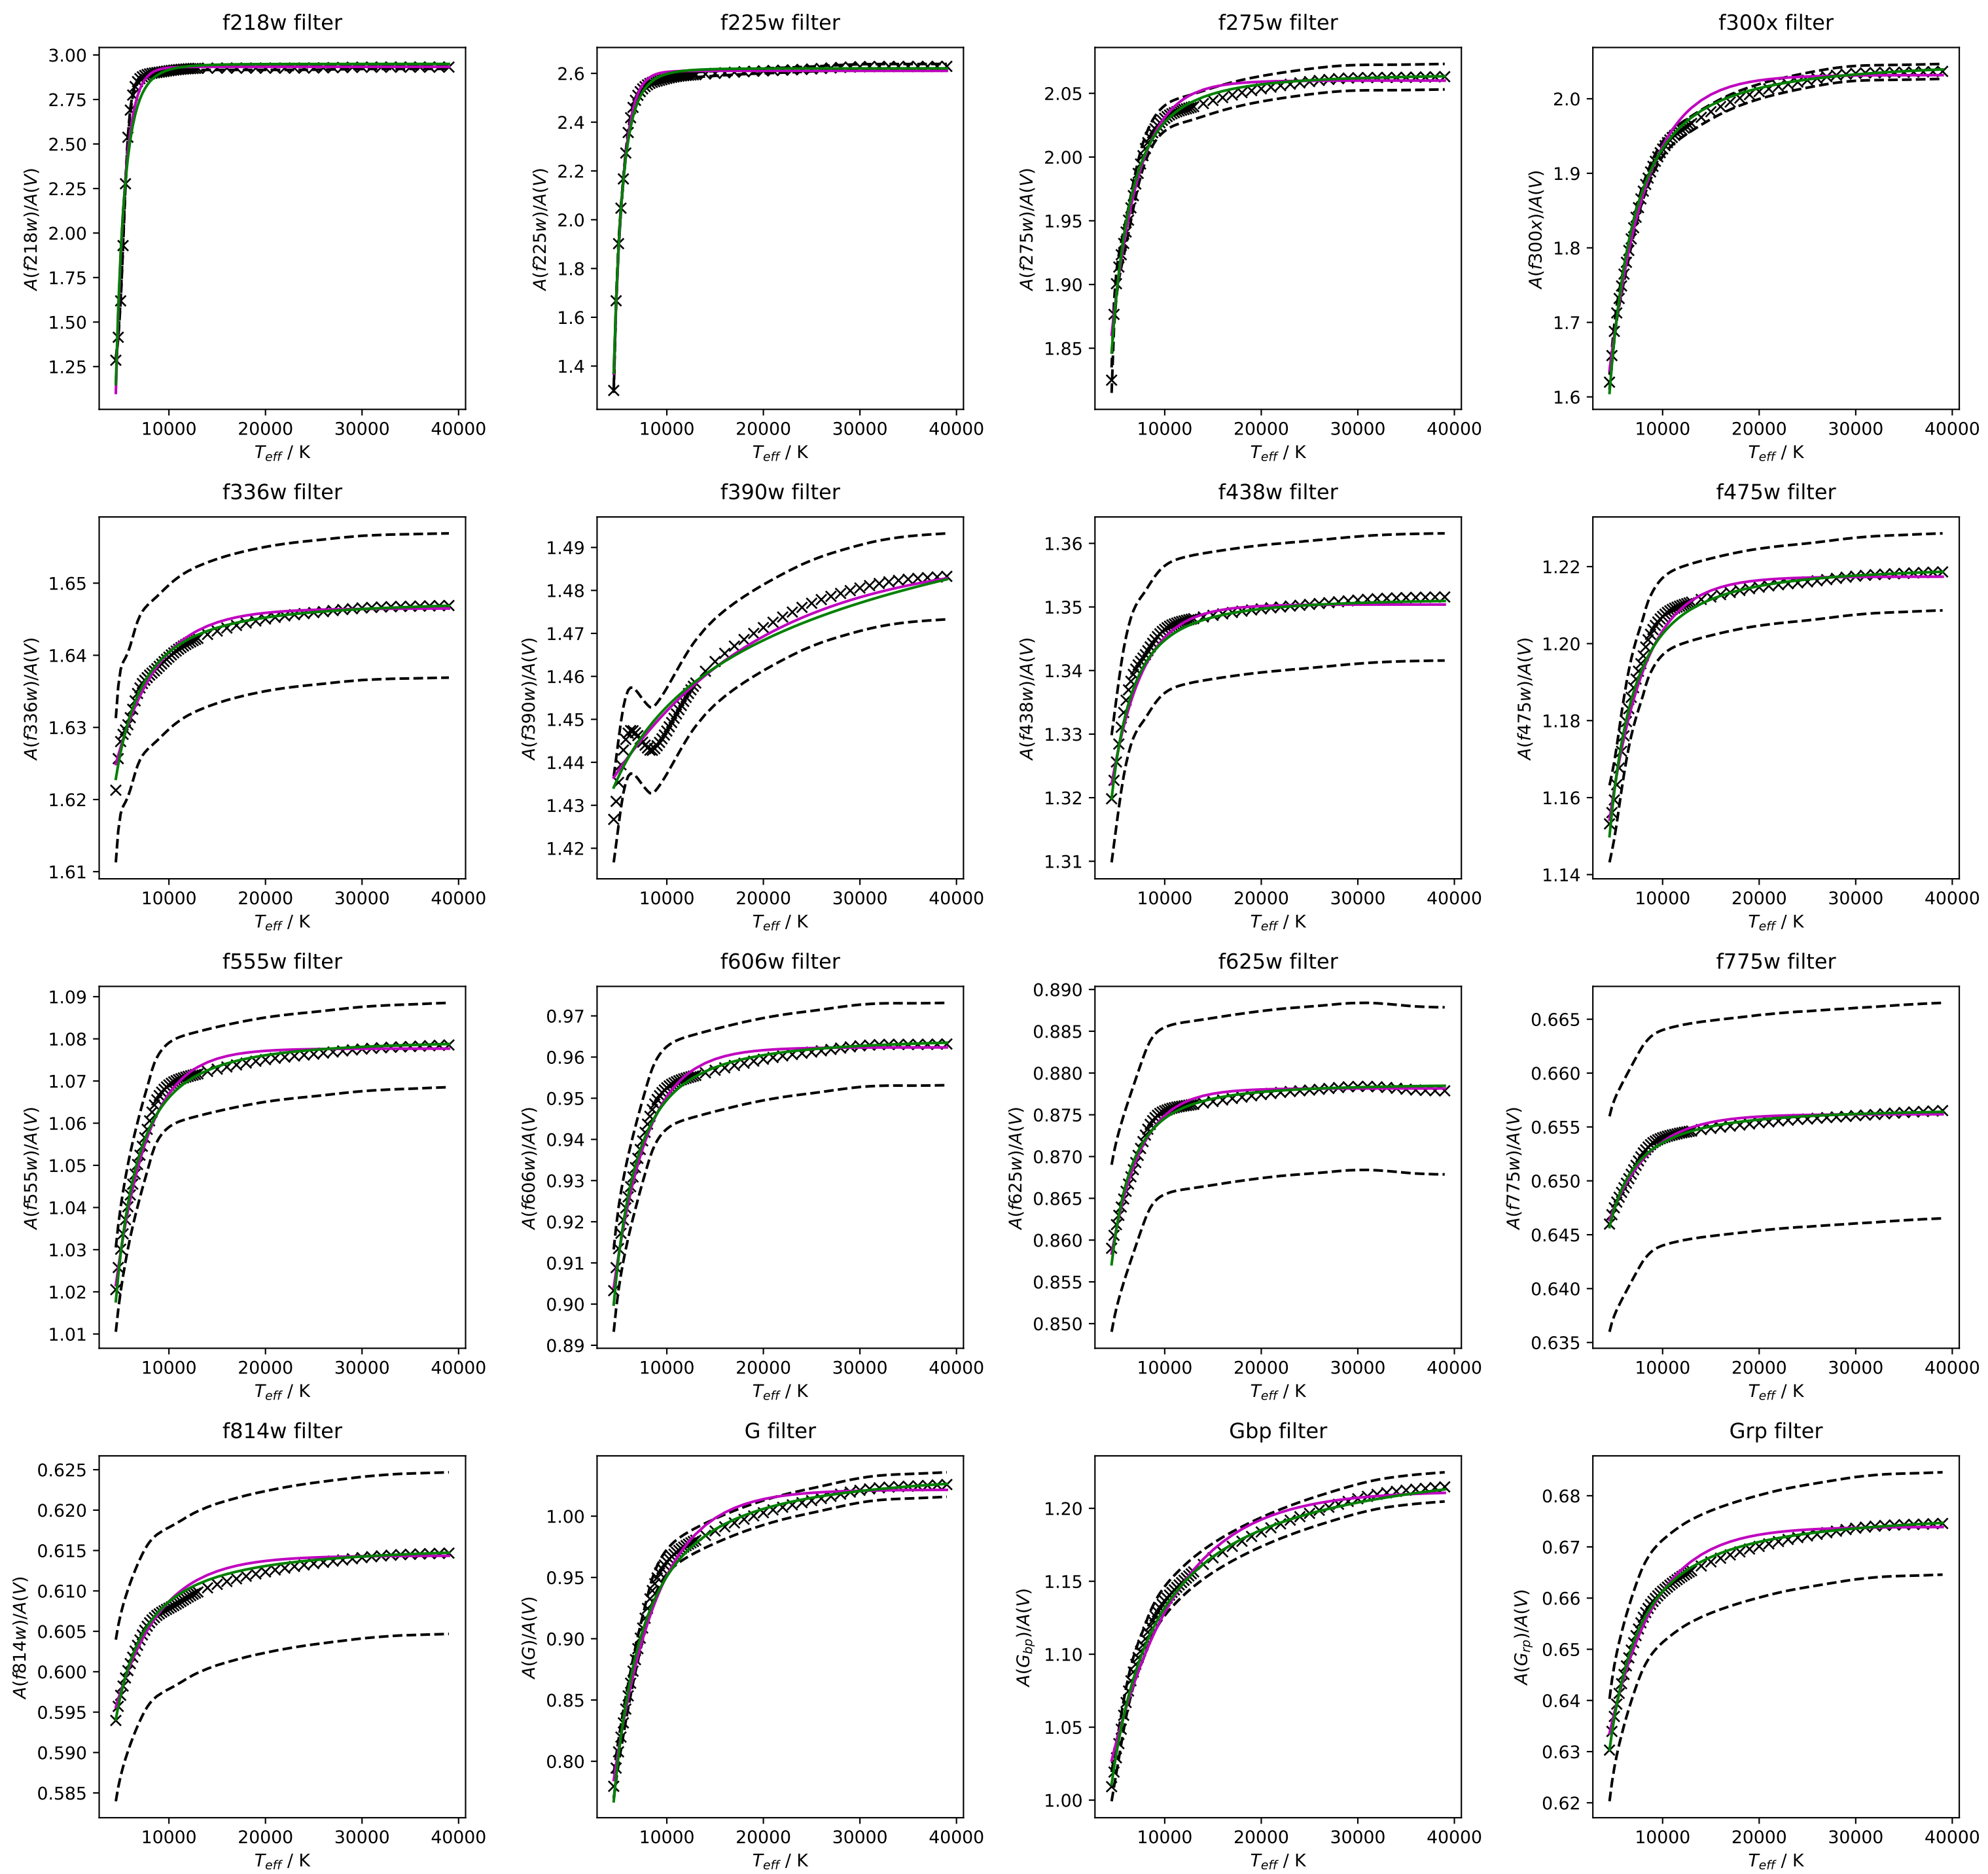 f218w filter
3.00
2.75
2.50
2.25
2.00
1.75
1.50
1.25
A(f218w)/A(V)
10000 20000 30000 40000
T_eff / K
f225w filter
2.6
2.4
2.2
2.0
1.8
1.6
1.4
A(f225w)/A(V)
10000 20000 30000 40000
T_eff / K
f275w filter
2.05
2.00
1.95
1.90
1.85
A(f275w)/A(V)
10000 20000 30000 40000
T_eff / K
f300x filter
2.0
1.9
1.8
1.7
1.6
A(f300x)/A(V)
10000 20000 30000 40000
T_eff / K
f336w filter
1.65
1.64
1.63
1.62
1.61
A(f336w)/A(V)
10000 20000 30000 40000
T_eff / K
f390w filter
1.49
1.48
1.47
1.46
1.45
1.44
1.43
1.42
A(f390w)/A(V)
10000 20000 30000 40000
T_eff / K
f438w filter
1.36
1.35
1.34
1.33
1.32
1.31
A(f438w)/A(V)
10000 20000 30000 40000
T_eff / K
f475w filter
1.22
1.20
1.18
1.16
1.14
A(f475w)/A(V)
10000 20000 30000 40000
T_eff / K
f555w filter
1.09
1.08
1.07
1.06
1.05
1.04
1.03
1.02
1.01
A(f555w)/A(V)
10000 20000 30000 40000
T_eff / K
f606w filter
0.97
0.96
0.95
0.94
0.93
0.92
0.91
0.90
0.89
A(f606w)/A(V)
10000 20000 30000 40000
T_eff / K
f625w filter
0.890
0.885
0.880
0.875
0.870
0.865
0.860
0.855
0.850
A(f625w)/A(V)
10000 20000 30000 40000
T_eff / K
f775w filter
0.665
0.660
0.655
0.650
0.645
0.640
0.635
A(f775w)/A(V)
10000 20000 30000 40000
T_eff / K
f814w filter
0.625
0.620
0.615
0.610
0.605
0.600
0.595
0.590
0.585
A(f814w)/A(V)
10000 20000 30000 40000
T_eff / K
G filter
1.00
0.95
0.90
0.85
0.80
A(G)/A(V)
10000 20000 30000 40000
T_eff / K
Gbp filter
1.20
1.15
1.10
1.05
1.00
A(G_bp)/A(V)
10000 20000 30000 40000
T_eff / K
Grp filter
0.68
0.67
0.66
0.65
0.64
0.63
0.62
A(G_rp)/A(V)
10000 20000 30000 40000
T_eff / K